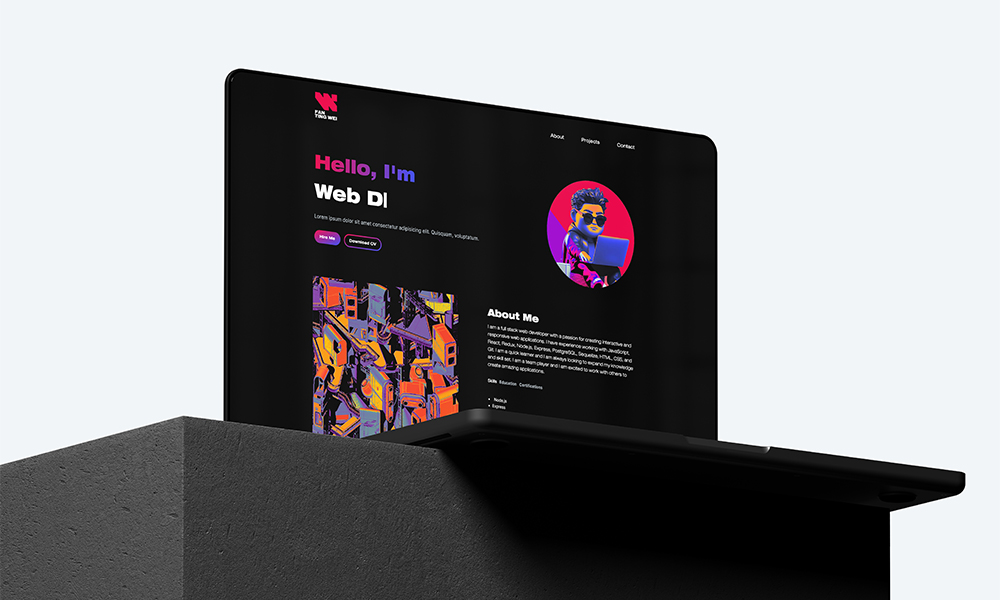 FAN
TING WEI
About Projects Contact
Hello, I'm
Web D|
Lorem ipsum dolor sit amet consectetur adipisicing elit. Quisquam, voluptatum.
Hire Me Download CV
About Me
I am a full stack web developer with a passion for creating interactive and
responsive web applications. I have experience working with JavaScript,
React, Redux, Node.js, Express, PostgreSQL, Sequelize, HTML, CSS, and
Git. I am a quick learner and I am always looking to expand my knowledge
and skill set. I am a team player and I am excited to work with others to
create amazing applications.
Skills Education Certifications
• Node.js
• Express